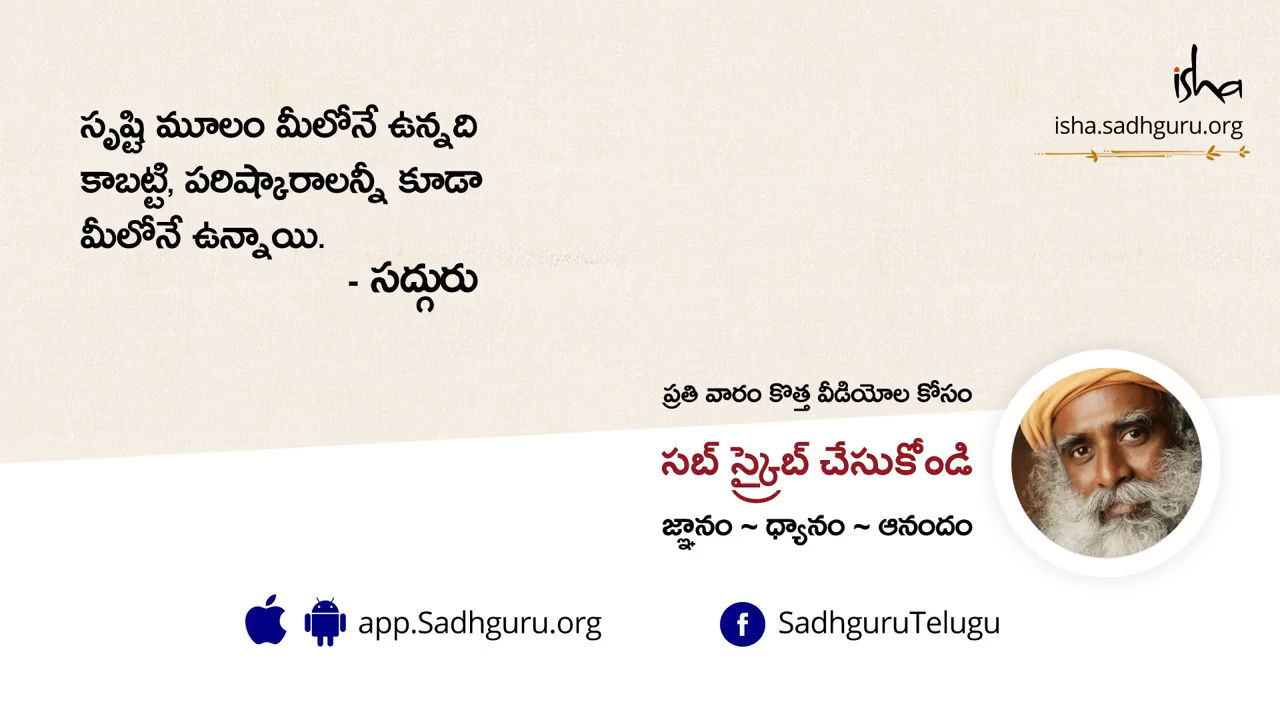 సృష్టి మూలం మీలోనే ఉన్నది
కాబట్టి, పరిష్కారాలన్నీ కూడా
మీలోనే ఉన్నాయి.
- సద్గురు
isha
isha.sadhguru.org
ప్రతి వారం కొత్త వీడియోల కోసం
సబ్ స్క్రైబ్ చేసుకోండి
జ్ఞానం ~ ధ్యానం ~ ఆనందం
app.Sadhguru.org
f SadhguruTelugu